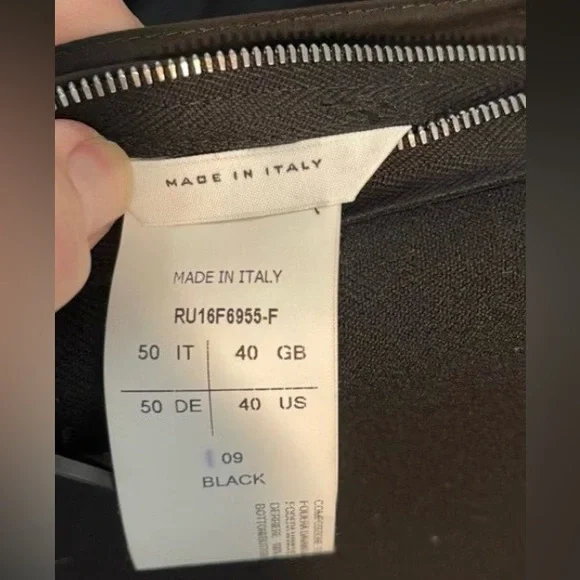 MADE IN ITALY
MADE IN ITALY
RU16F6955-F
50 IT 40 GB
50 DE 40 US
09
BLACK